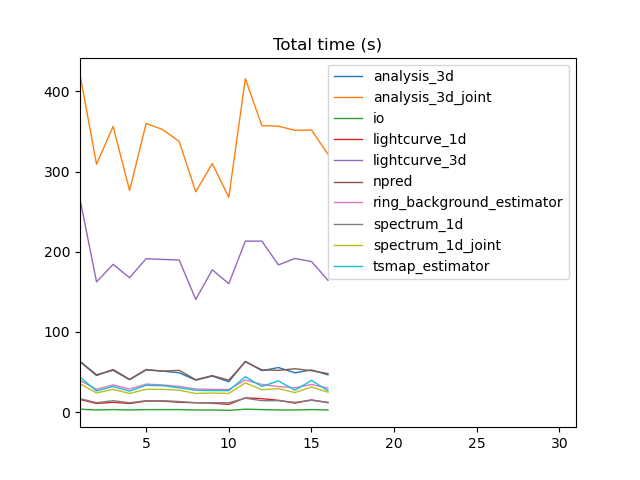 Total time (s)
400
300
200
100
0
5 10 15 20 25 30
analysis_3d
analysis_3d_joint
io
lightcurve_1d
lightcurve_3d
npred
ring_background_estimator
spectrum_1d
spectrum_1d_joint
tsmap_estimator